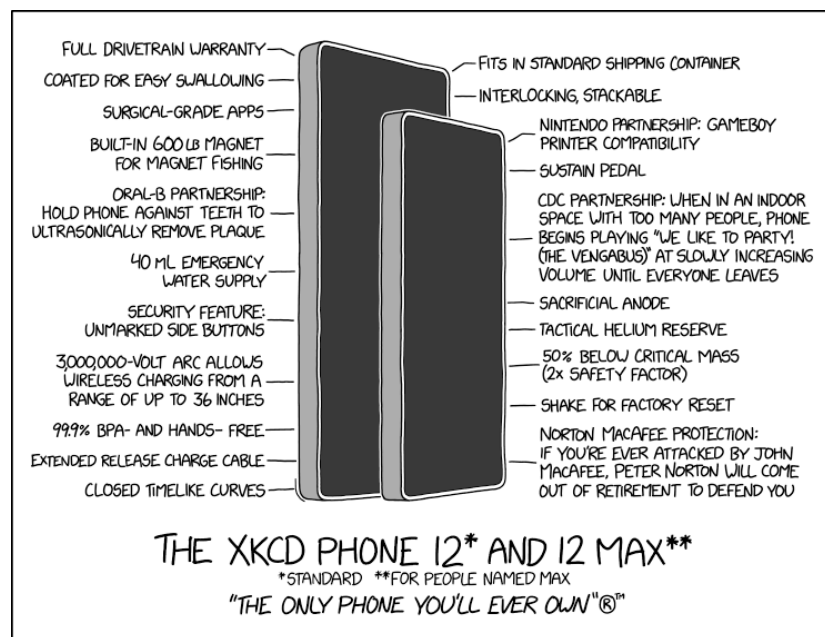 FULL DRIVETRAIN WARRANTY
COATED FOR EASY SWALLOWING
SURGICAL-GRADE APPS
BUILT-IN 600 LB MAGNET
FOR MAGNET FISHING
ORAL-B PARTNERSHIP:
HOLD PHONE AGAINST TEETH TO
ULTRASONICALLY REMOVE PLAQUE
40 ML EMERGENCY
WATER SUPPLY
SECURITY FEATURE:
UNMARKED SIDE BUTTONS
3,000,000-VOLT ARC ALLOWS
WIRELESS CHARGING FROM A
RANGE OF UP TO 36 INCHES
99.9% BPA- AND HANDS- FREE
EXTENDED RELEASE CHARGE CABLE
CLOSED TIMELIKE CURVES
FITS IN STANDARD SHIPPING CONTAINER
INTERLOCKING, STACKABLE
NINTENDO PARTNERSHIP: GAMEBOY
PRINTER COMPATIBILITY
SUSTAIN PEDAL
CDC PARTNERSHIP: WHEN IN AN INDOOR
SPACE WITH TOO MANY PEOPLE, PHONE
BEGINS PLAYING "WE LIKE TO PARTY!
(THE VENGABUS)" AT SLOWLY INCREASING
VOLUME UNTIL EVERYONE LEAVES
SACRIFICIAL ANODE
TACTICAL HELIUM RESERVE
50% BELOW CRITICAL MASS
(2x SAFETY FACTOR)
SHAKE FOR FACTORY RESET
NORTON MACAFEE PROTECTION:
IF YOU'RE EVER ATTACKED BY JOHN
MACAFEE, PETER NORTON WILL COME
OUT OF RETIREMENT TO DEFEND YOU
THE XKCD PHONE 12* AND 12 MAX**
*STANDARD **FOR PEOPLE NAMED MAX
"THE ONLY PHONE YOU'LL EVER OWN"®™